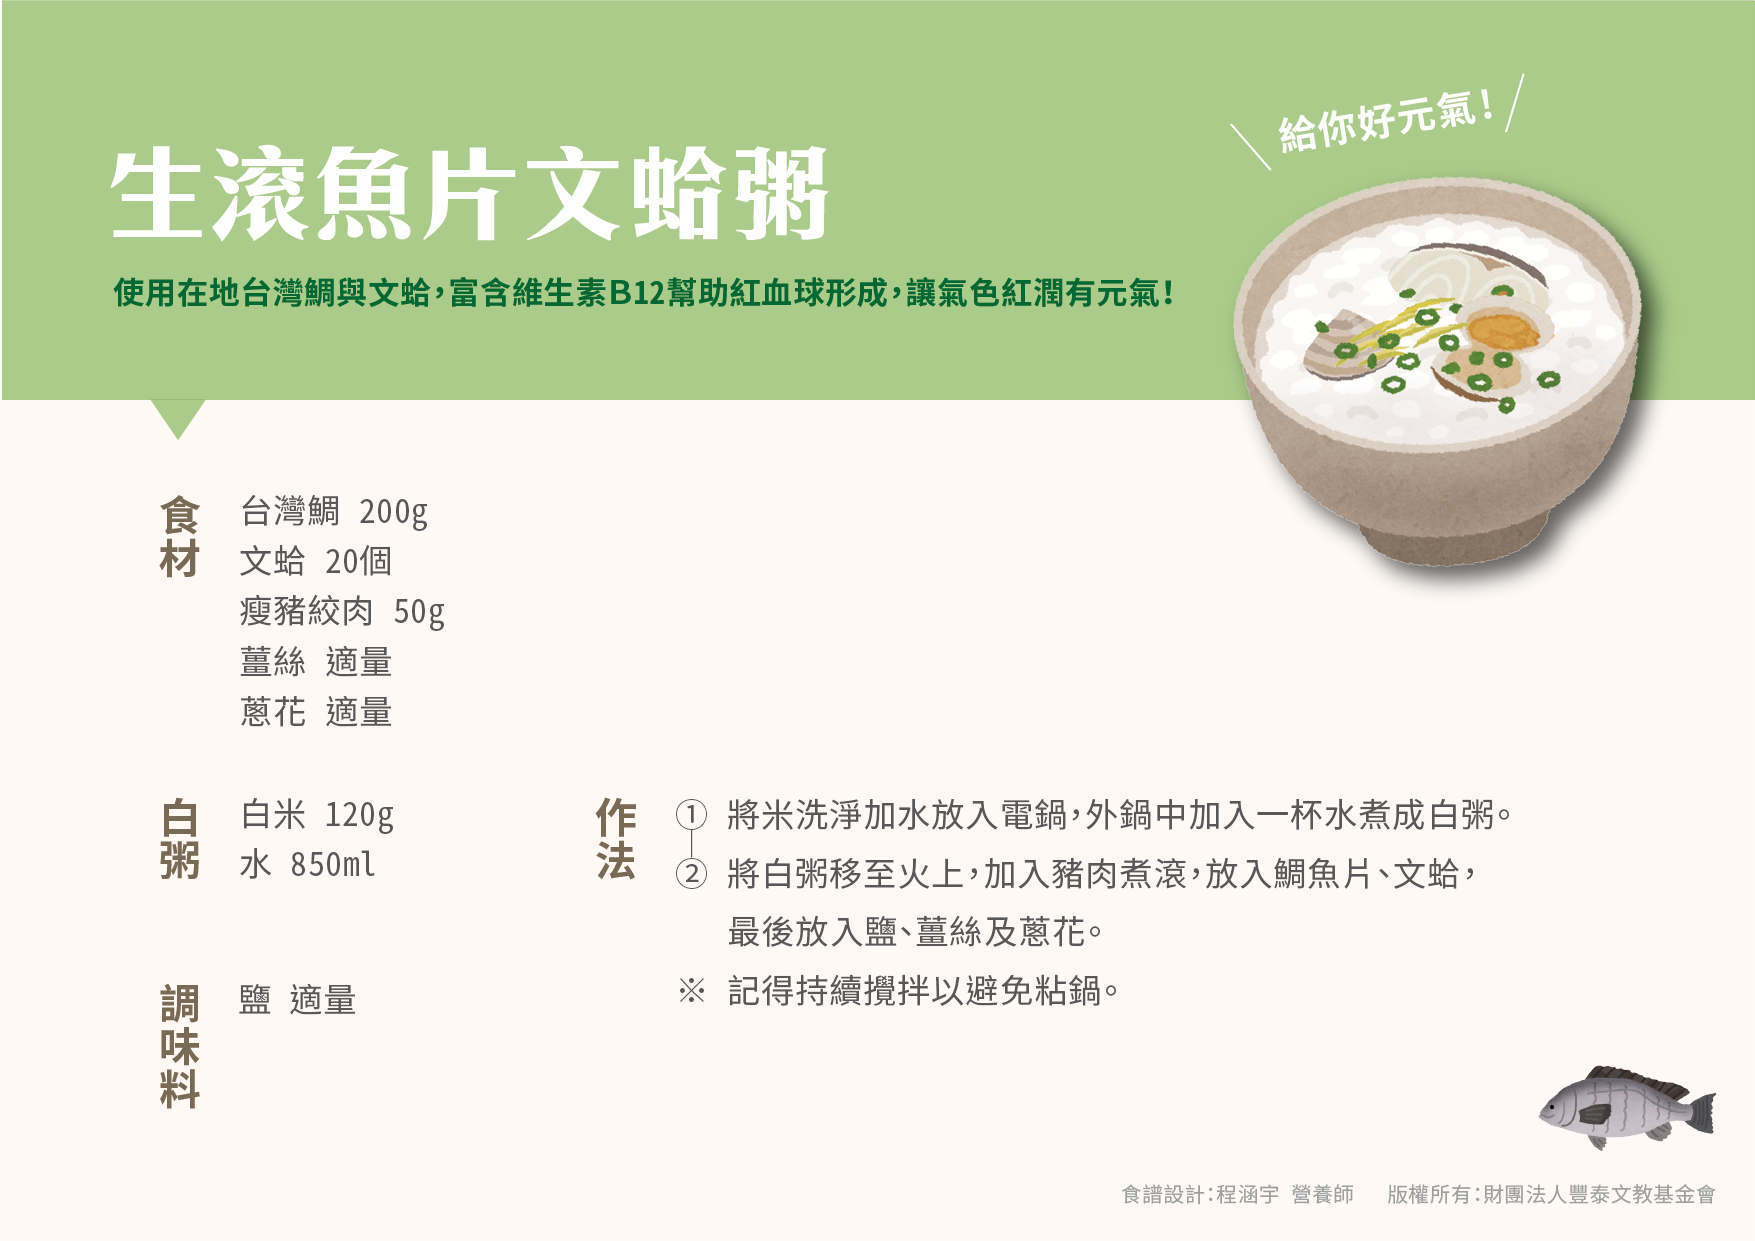 給你好元氣!
生滾魚片文蛤粥
使用在地台灣鯛與文蛤，富含維生素B12幫助紅血球形成，讓氣色紅潤有元氣!
食材
台灣鯛 200g
文蛤 20個
瘦豬絞肉 50g
薑絲 適量
蔥花 適量
白粥
白米 120g
水 850ml
調味料
鹽 適量
作法
① 將米洗淨加水放入電鍋，外鍋中加入一杯水煮成白粥。
② 將白粥移至火上，加入豬肉煮滾，放入鯛魚片、文蛤，
最後放入鹽、薑絲及蔥花。
※ 記得持續攪拌以避免粘鍋。
食譜設計：程涵宇 營養師 版權所有：財團法人豐泰文教基金會